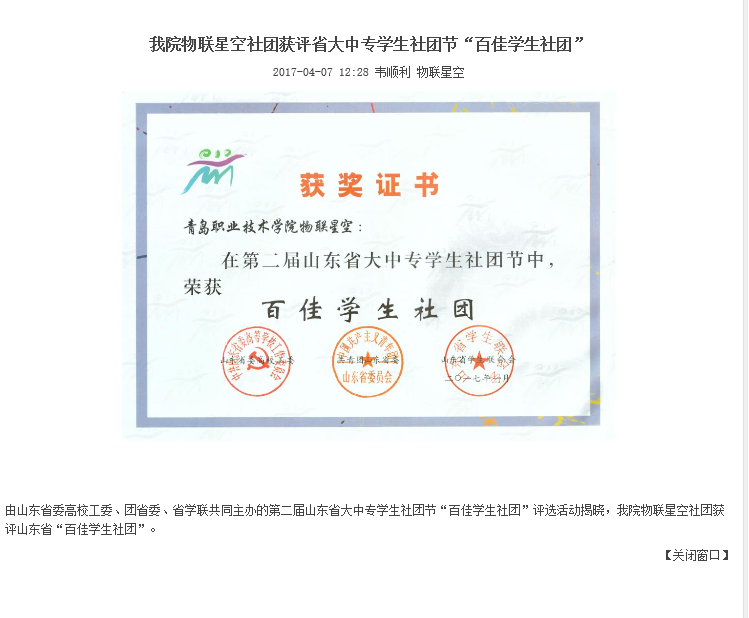 我院物联星空社团获评省大中专学生社团节“百佳学生社团”
2017-04-07 12:28 韦顺利 物联星空
获奖证书
青岛职业技术学院物联星空：
在第二届山东省大中专学生社团节中，
荣获
百佳学生社团
山东省委高校工委
共青团山东省委
山东省学生联合会
山东省委员会
二〇一七年一月
由山东省委高校工委、团省委、省学联共同主办的第二届山东省大中专学生社团节“百佳学生社团”评选活动揭晓，我院物联星空社团获
评山东省“百佳学生社团”。
【关闭窗口】